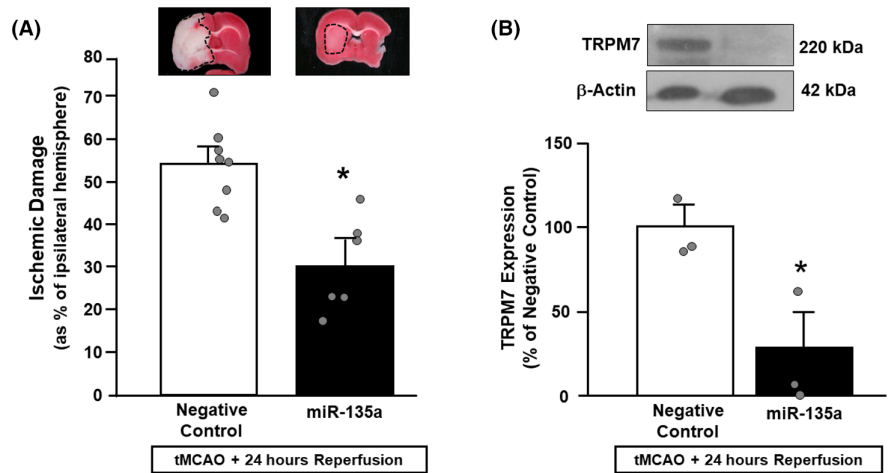 (A)
Ischemic Damage
(as % of ipsilateral hemisphere)
80
70
60
50
40
30
20
10
0
*
Negative
Control
miR-135a
tMCAO + 24 hours Reperfusion
(B)
TRPM7
220 kDa
β-Actin
42 kDa
TRPM7 Expression
(% of Negative Control)
150
100
50
0
*
Negative
Control
miR-135a
tMCAO + 24 hours Reperfusion